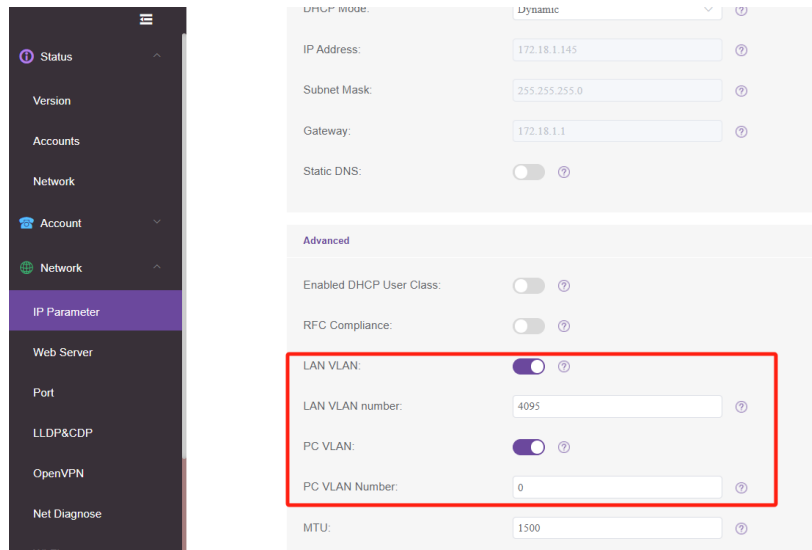 DHCP Mode:
Dynamic
Status
IP Address:
172.18.1.145
Version
Subnet Mask:
255.255.255.0
Accounts
Gateway:
172.18.1.1
Network
Static DNS:
Account
Advanced
Network
Enabled DHCP User Class:
IP Parameter
RFC Compliance:
Web Server
LAN VLAN:
Port
LAN VLAN number:
4095
LLDP&CDP
PC VLAN:
OpenVPN
PC VLAN Number:
0
Net Diagnose
MTU:
1500